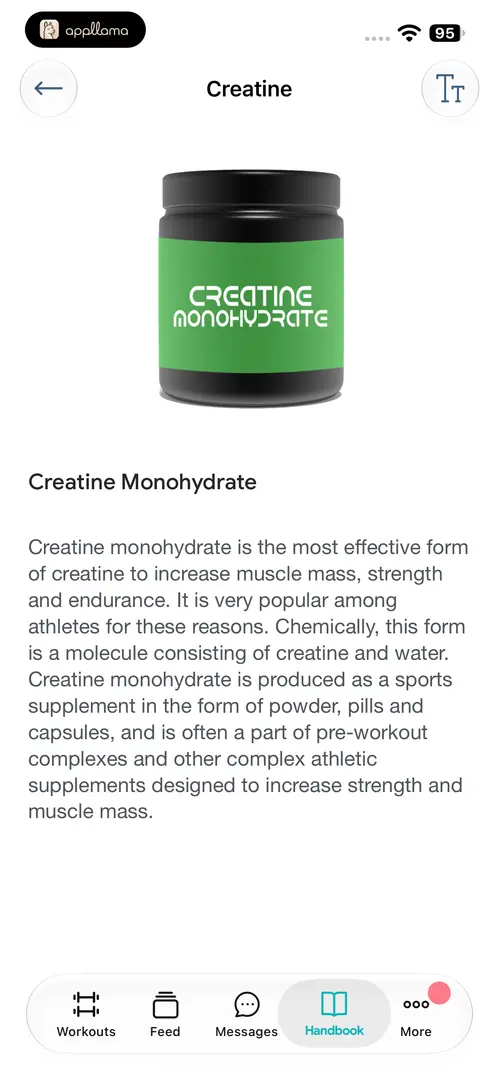 appllama
95
Creatine
TT
CREATINE
MONOHYDRATE
Creatine Monohydrate
Creatine monohydrate is the most effective form
of creatine to increase muscle mass, strength
and endurance. It is very popular among
athletes for these reasons. Chemically, this form
is a molecule consisting of creatine and water.
Creatine monohydrate is produced as a sports
supplement in the form of powder, pills and
capsules, and is often a part of pre-workout
complexes and other complex athletic
supplements designed to increase strength and
muscle mass.
Workouts Feed Messages Handbook More